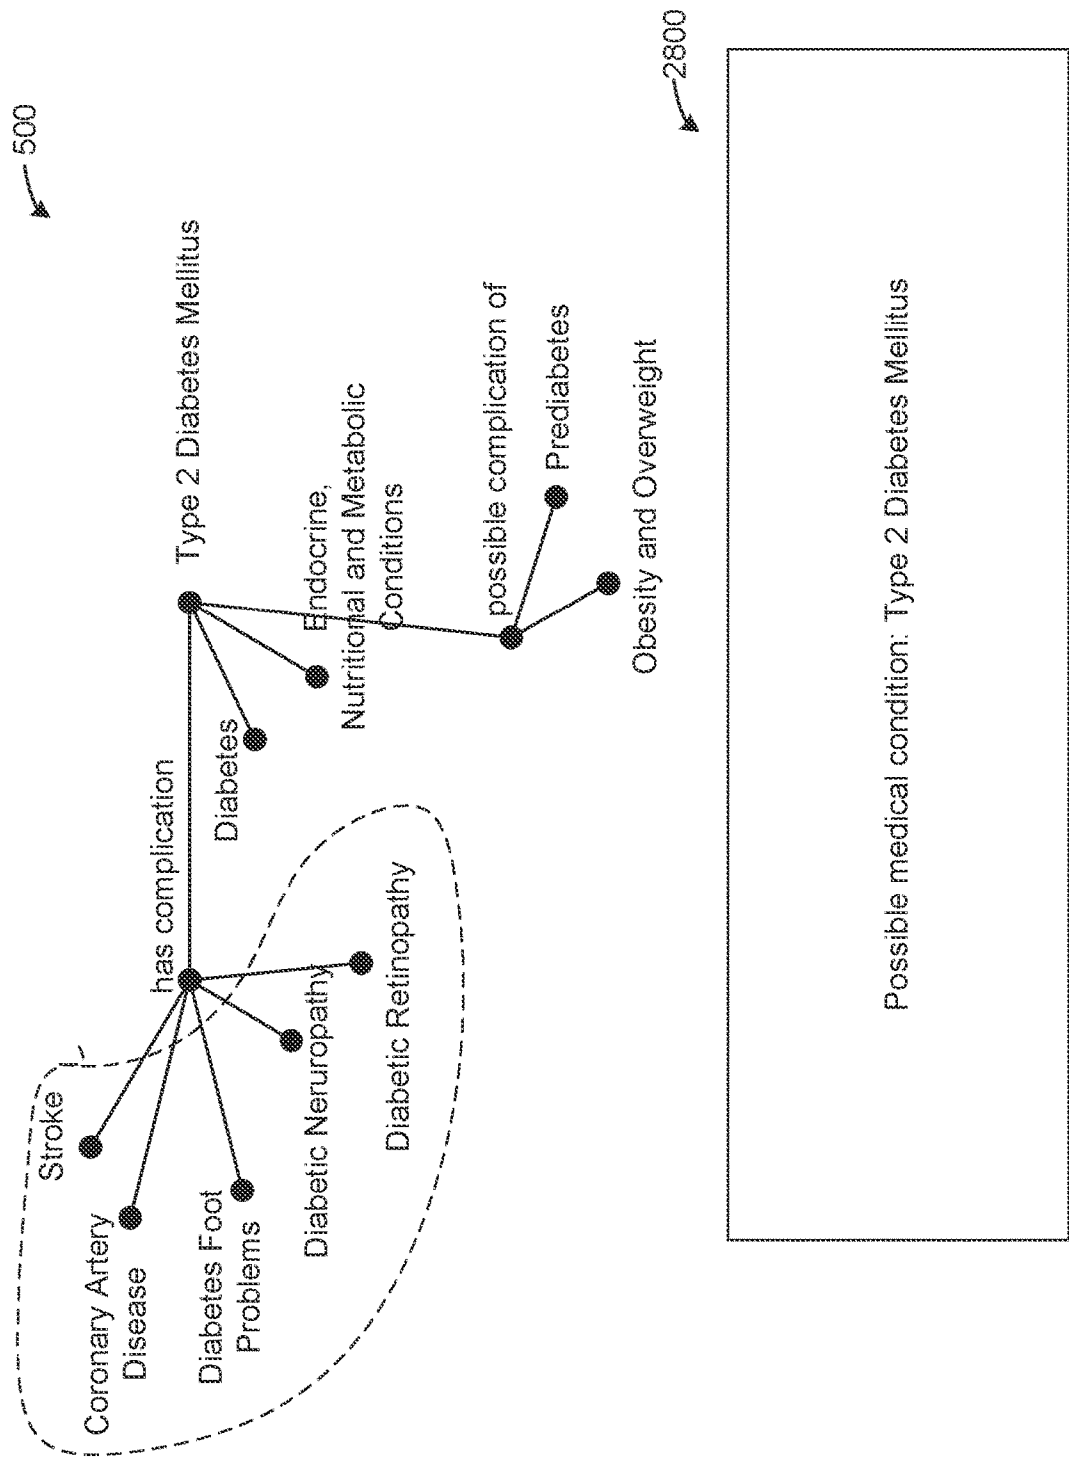 500
Stroke
Coronary Artery
Disease
Diabetes Foot
Problems
Diabetic Neruropathy
Diabetic Retinopathy
has complication
Diabetes
Type 2 Diabetes Mellitus
Endocrine,
Nutritional and Metabolic
Conditions
possible complication of
Prediabetes
Obesity and Overweight
2800
Possible medical condition: Type 2 Diabetes Mellitus